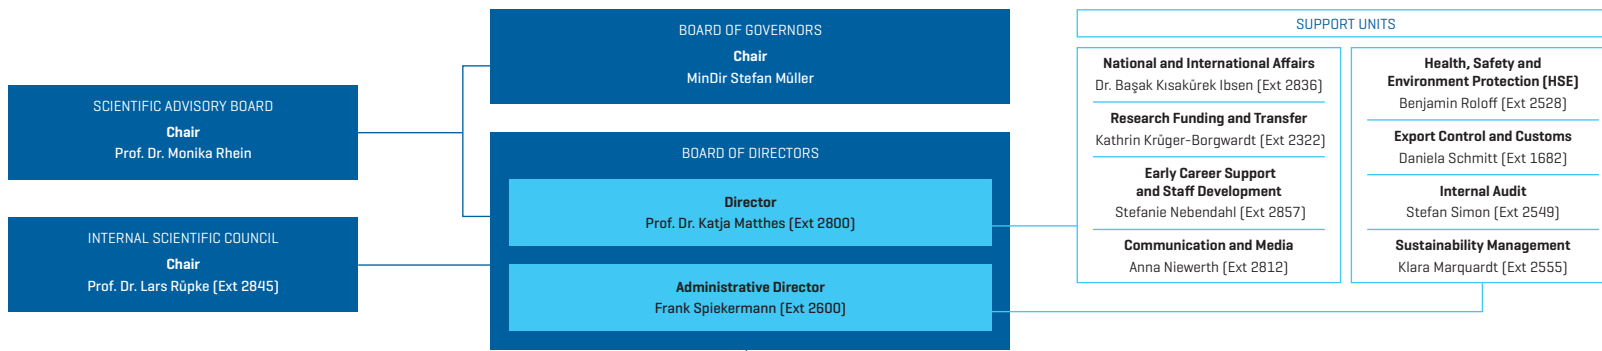 SCIENTIFIC ADVISORY BOARD
Chair
Prof. Dr. Monika Rhein
INTERNAL SCIENTIFIC COUNCIL
Chair
Prof. Dr. Lars Rüpke (Ext 2845)
BOARD OF GOVERNORS
Chair
MinDir Stefan Müller
BOARD OF DIRECTORS
Director
Prof. Dr. Katja Matthes (Ext 2800)
Administrative Director
Frank Spiekermann (Ext 2600)
SUPPORT UNITS
National and International Affairs
Dr. Başak Kısakürek Ibsen (Ext 2836)
Research Funding and Transfer
Kathrin Krüger-Borgwardt (Ext 2322)
Early Career Support
and Staff Development
Stefanie Nebendahl (Ext 2857)
Communication and Media
Anna Niewerth (Ext 2812)
Health, Safety and
Environment Protection (HSE)
Benjamin Roloff (Ext 2528)
Export Control and Customs
Daniela Schmitt (Ext 1682)
Internal Audit
Stefan Simon (Ext 2549)
Sustainability Management
Klara Marquardt (Ext 2555)